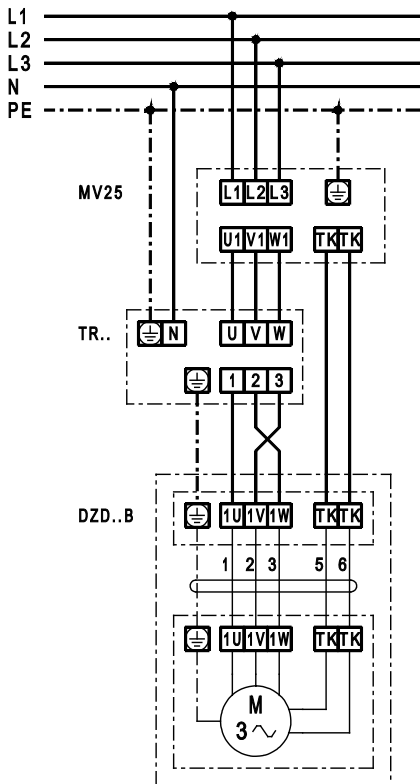 L1
L2
L3
N
PE
MV25
L1 L2 L3
U1 V1 W1 TK TK
TR..
N U V W
1 2 3
DZD..B
1U 1V 1W TK TK
1 2 3 5 6
1U 1V 1W TK TK
M
3